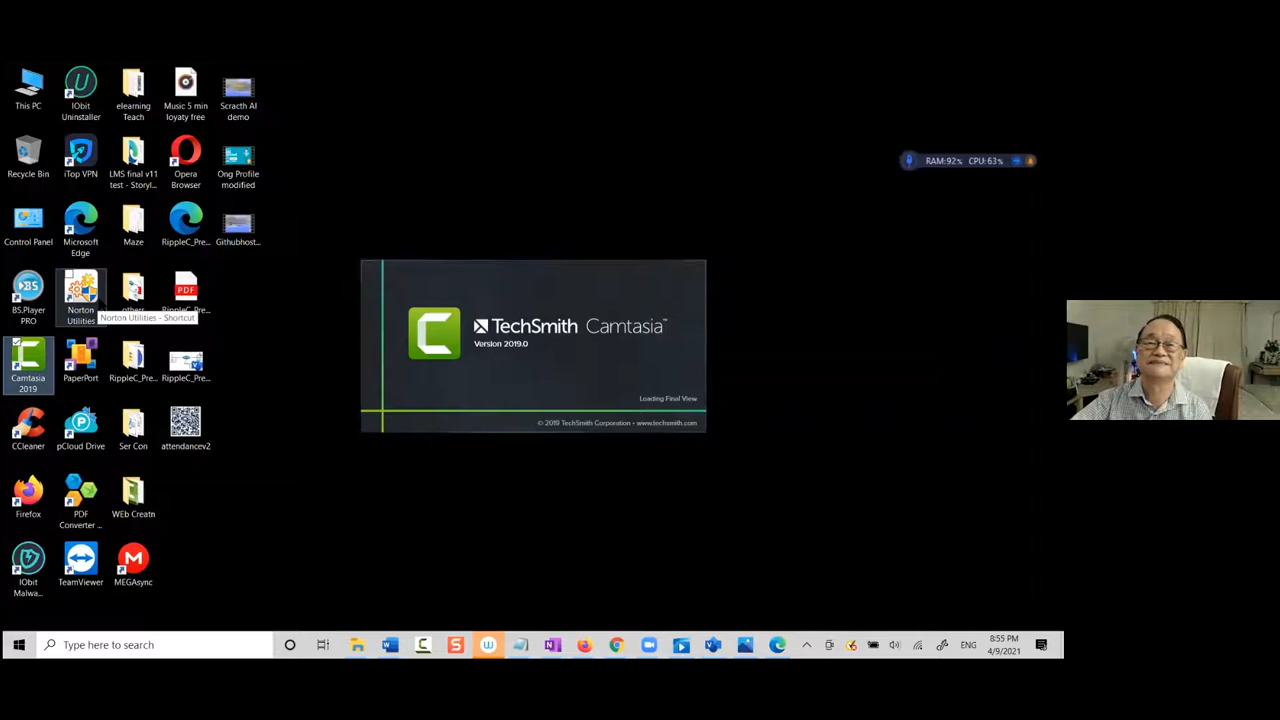 This PC
IObit
Uninstaller
elearning
Teach
Music 5 min
loyaty free
Scracth AI
demo
Recycle Bin
iTop VPN
LMS final v11
test - Storyl...
Opera
Browser
Ong Profile
modified
Control Panel
Microsoft
Edge
Maze
RippleC_Pre...
Githubhost...
BS.Player
PRO
Norton
Utilities
others
PDF
Norton Utilities - Shortcut
Camtasia
2019
PaperPort
RippleC_Pre...
RippleC_Pre...
CCleaner
pCloud Drive
Ser Con
attendancev2
Firefox
PDF
Converter ...
WEb Creatn
IObit
Malwa...
TeamViewer
MEGAsync
RAM:92% CPU:63%
TechSmith Camtasia™
Version 2019.0
Loading Final View
© 2019 TechSmith Corporation - www.techsmith.com
Type here to search
ENG
8:55 PM
4/9/2021